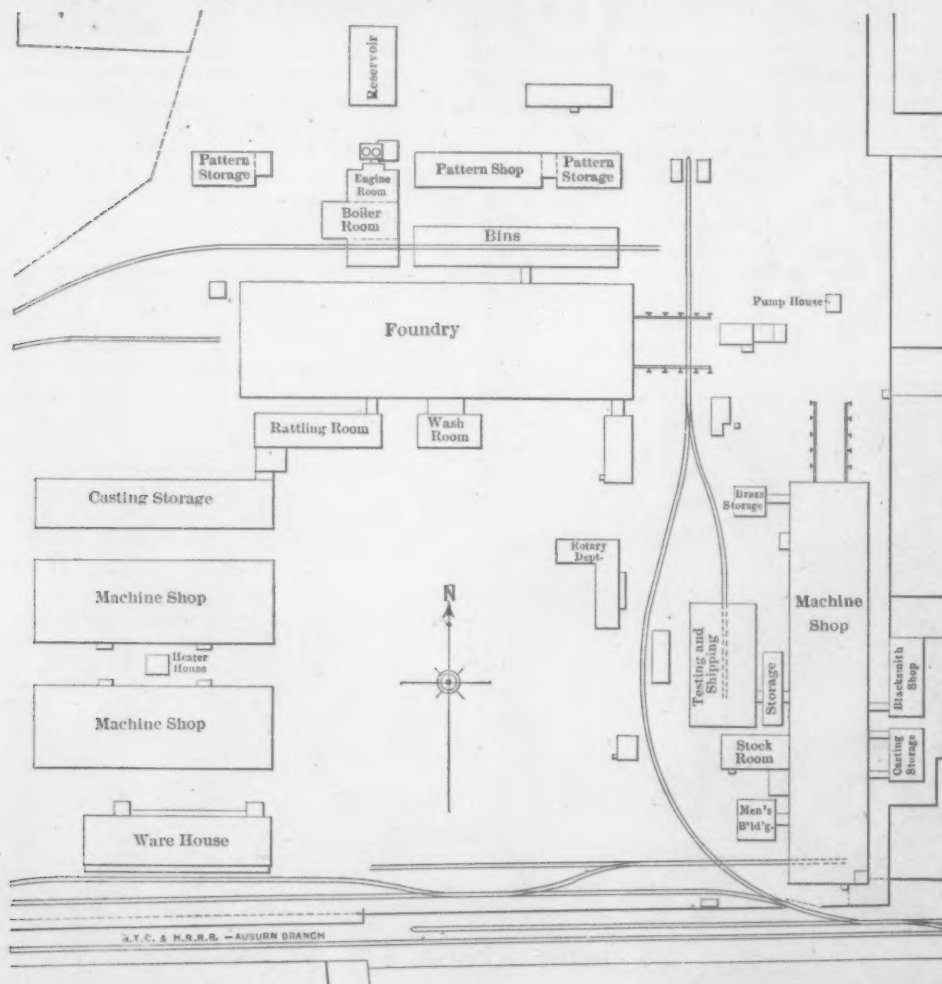 Reservoir
Pattern
Storage
Engine
Room
Pattern Shop
Pattern
Storage
Boiler
Room
Bins
Pump House
Foundry
Rattling Room
Wash
Room
Casting Storage
Brass
Storage
Rotary
Dept.
Machine Shop
N
Machine
Shop
Heater
House
Testing and
Shipping
Storage
Blacksmith
Shop
Machine Shop
Stock
Room
Casting
Storage
Men's
B'ld'g.
Ware House
N.Y.C. & H.R.R.R. — AUBURN BRANCH